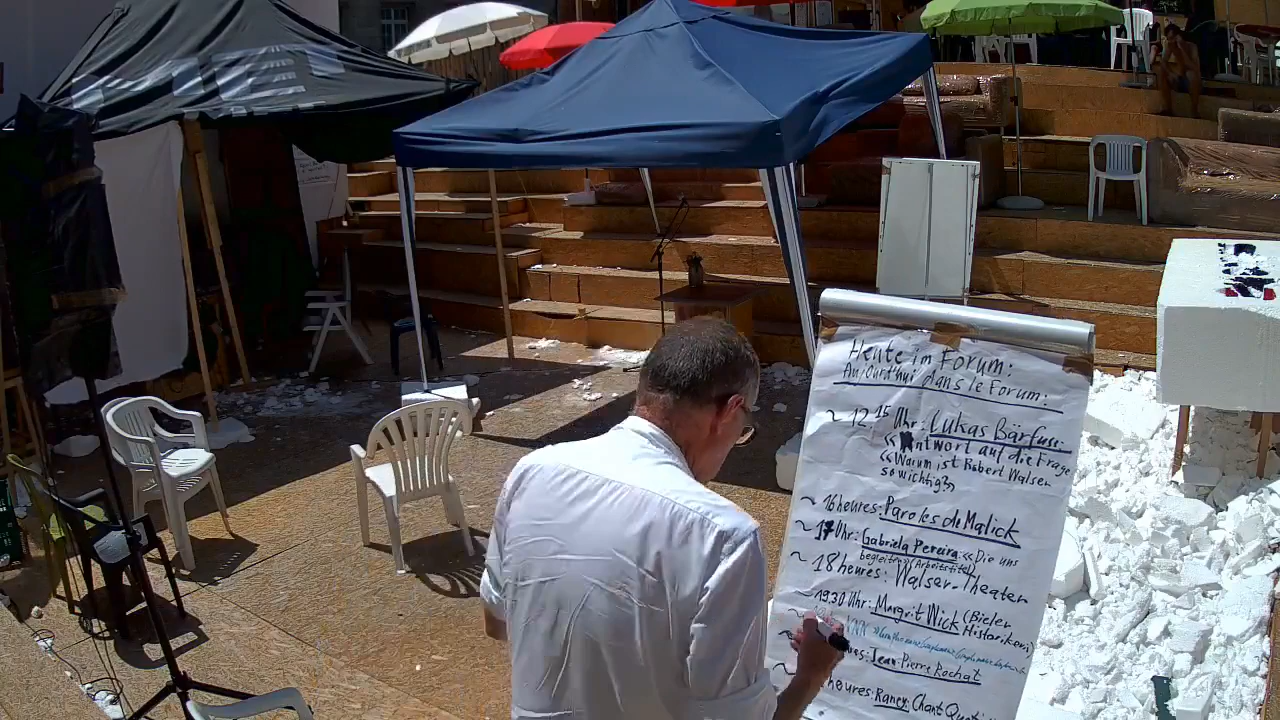 Heute im Forum:
Aujourd'hui dans le Forum:
~ 12.15 Uhr: Lukas Bärfuss
«Antwort auf die Frage
«Warum ist Robert Walser
so wichtig?»
~ 16 heures: Paroles de Malick
~ 17 Uhr: Gabriela Pereira: «Die uns
begleiten» (Arbeitstitel)
~ 18 heures: Walser-Theater
~ 19.30 Uhr: Margrit Wick (Bieler
Historikerin)
Jean Pierre Rochat
heures: Raney: Chant